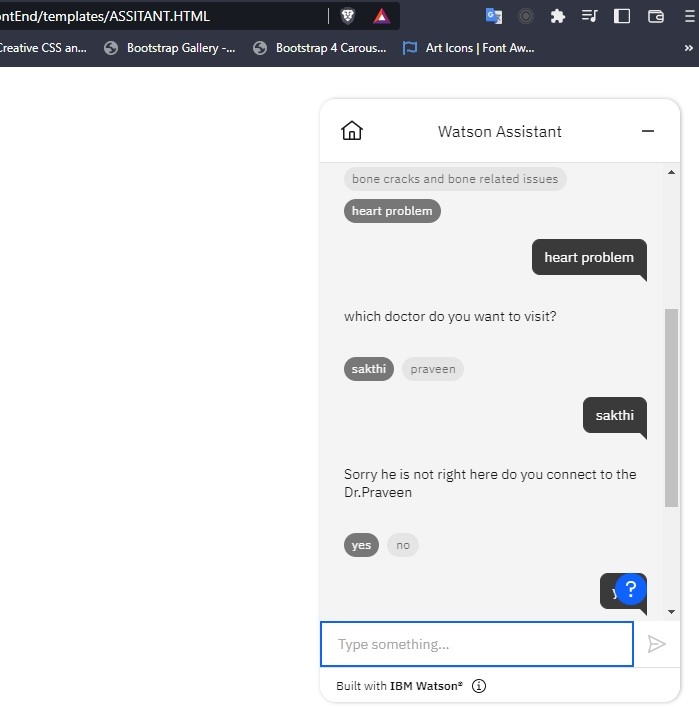 ontEnd/templates/ASSITANT.HTML
Creative CSS an...
Bootstrap Gallery -...
Bootstrap 4 Carous...
Art Icons | Font Aw...
»
Watson Assistant
bone cracks and bone related issues
heart problem
heart problem
which doctor do you want to visit?
sakthi praveen
sakthi
Sorry he is not right here do you connect to the
Dr.Praveen
yes no
?
Type something...
Built with IBM Watson®